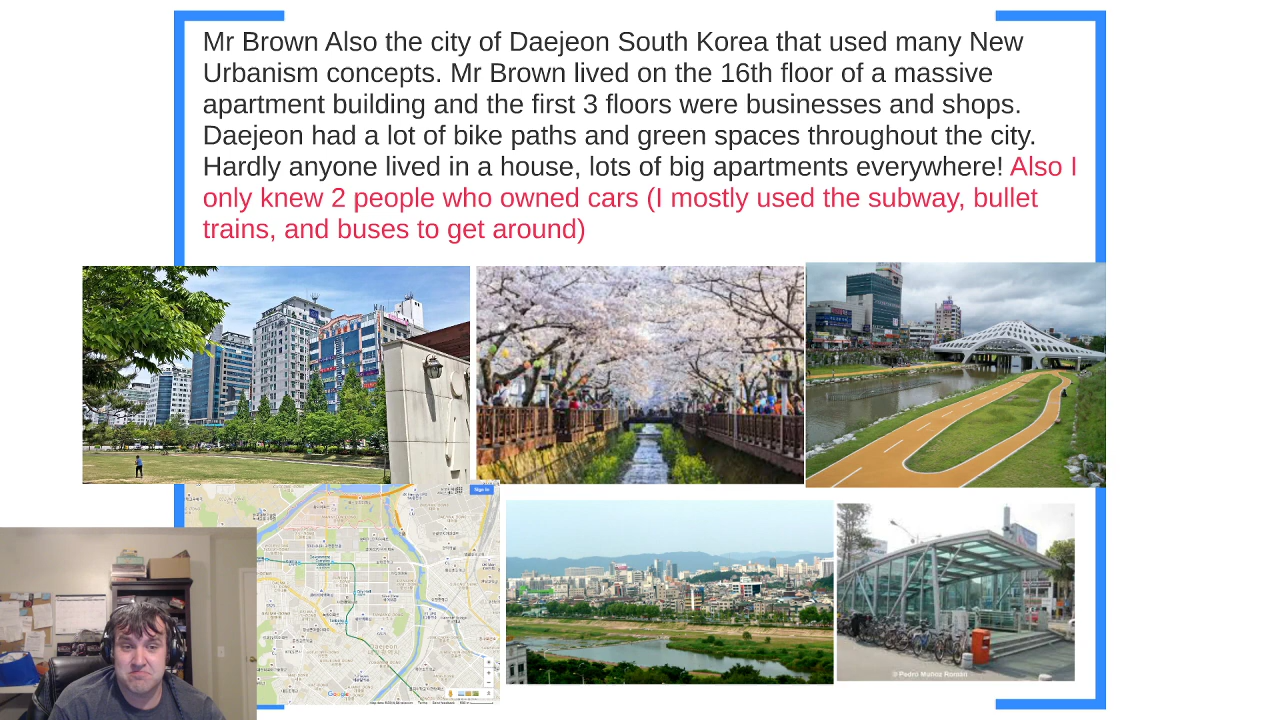 Mr Brown Also the city of Daejeon South Korea that used many New
Urbanism concepts. Mr Brown lived on the 16th floor of a massive
apartment building and the first 3 floors were businesses and shops.
Daejeon had a lot of bike paths and green spaces throughout the city.
Hardly anyone lived in a house, lots of big apartments everywhere! Also I
only knew 2 people who owned cars (I mostly used the subway, bullet
trains, and buses to get around)
Sign in
Daejeon
Google
© Pedro Muñoz Román